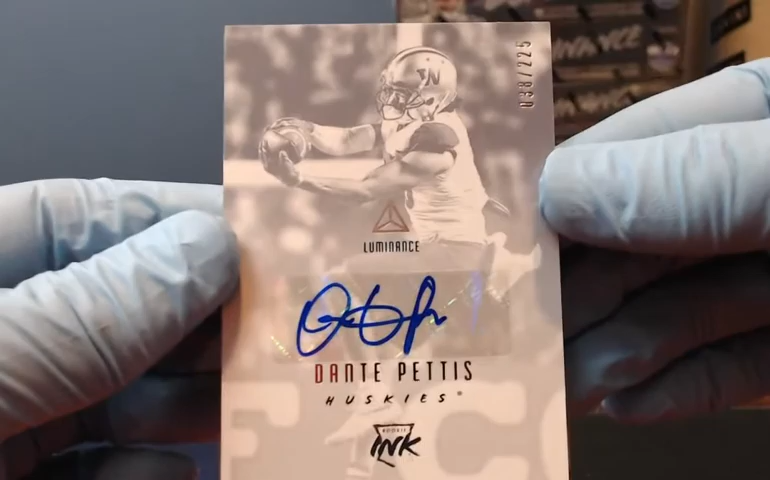 038/225
N
LUMINANCE
DANTE PETTIS
HUSKIES®
ROOKIE
INK